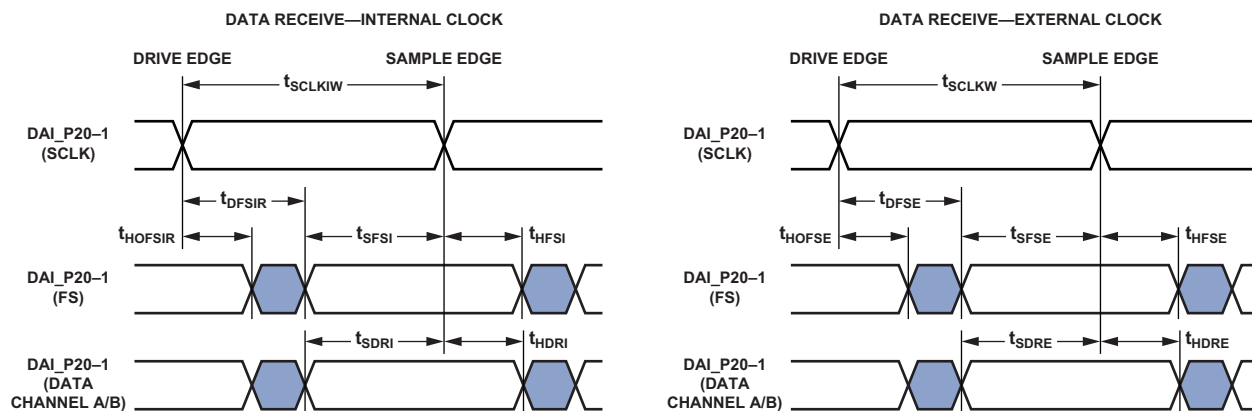 DATA RECEIVE—INTERNAL CLOCK
DRIVE EDGE
SAMPLE EDGE
tSCLKIW
DAI_P20–1
(SCLK)
tDFSIR
tHOFSIR
tSFSI
tHFSI
DAI_P20–1
(FS)
tSDRI
tHDRI
DAI_P20–1
(DATA
CHANNEL A/B)
DATA RECEIVE—EXTERNAL CLOCK
DRIVE EDGE
SAMPLE EDGE
tSCLKW
DAI_P20–1
(SCLK)
tDFSE
tHOFSE
tSFSE
tHFSE
DAI_P20–1
(FS)
tSDRE
tHDRE
DAI_P20–1
(DATA
CHANNEL A/B)